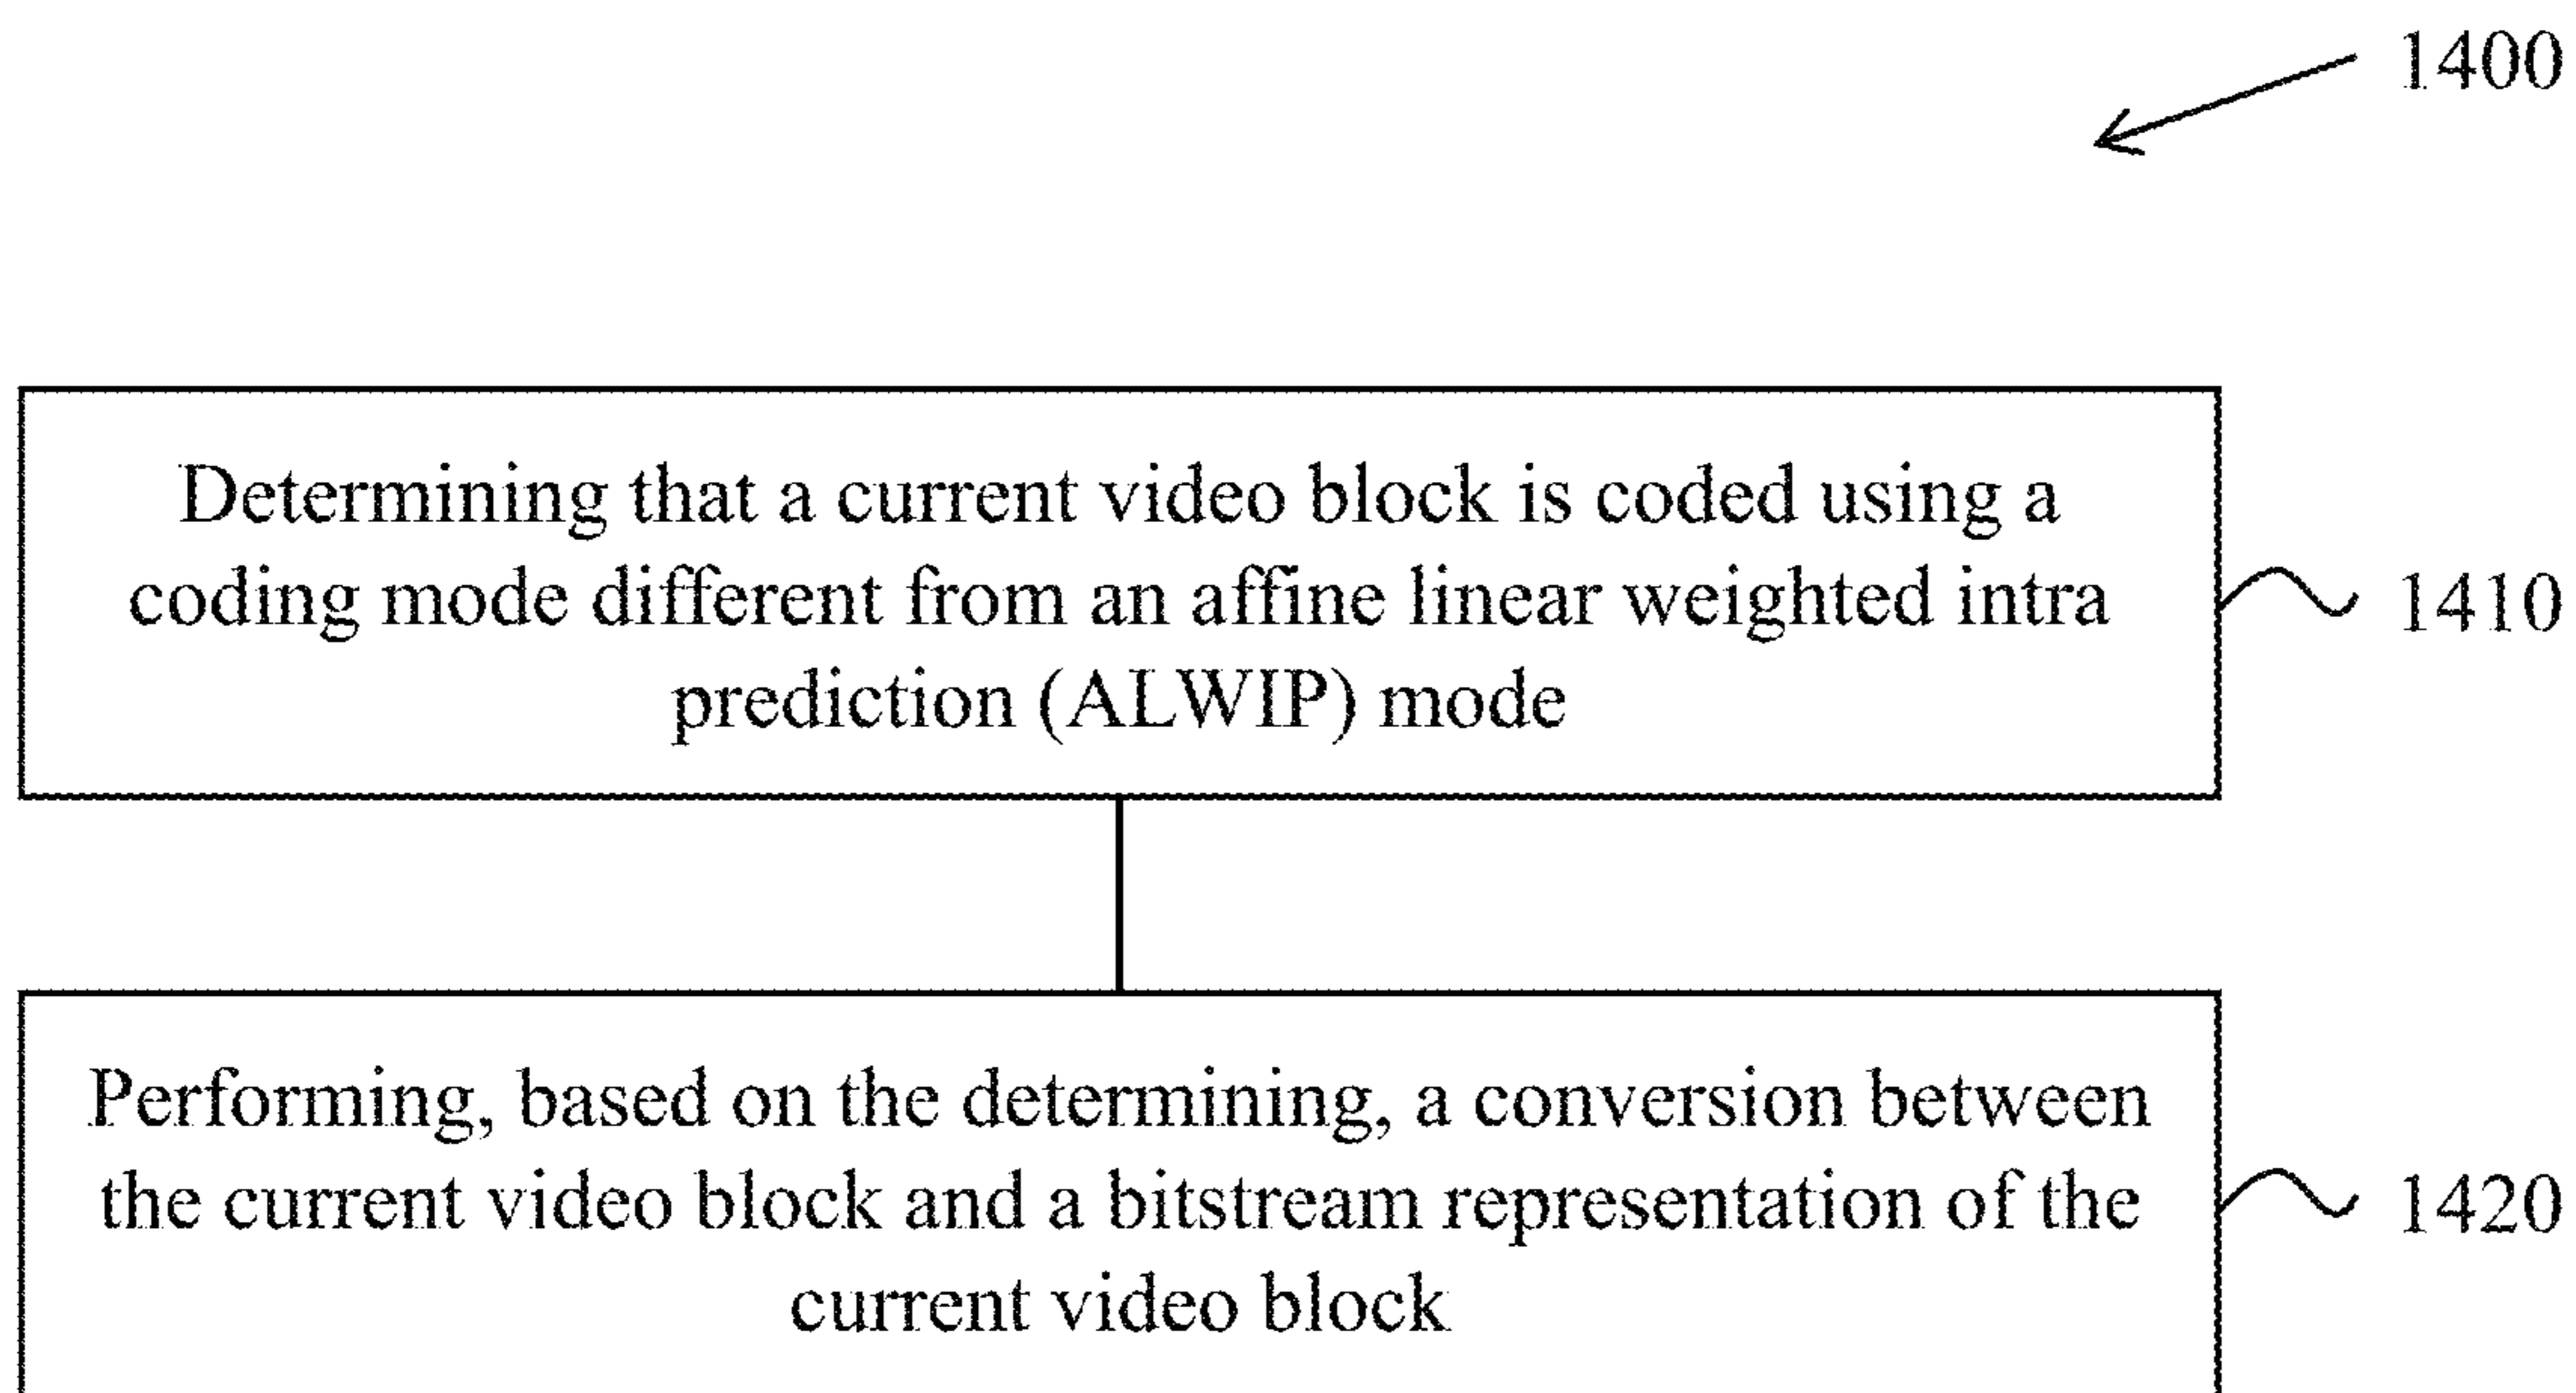 1400
Determining that a current video block is coded using a
coding mode different from an affine linear weighted intra
prediction (ALWIP) mode
1410
Performing, based on the determining, a conversion between
the current video block and a bitstream representation of the
current video block
1420